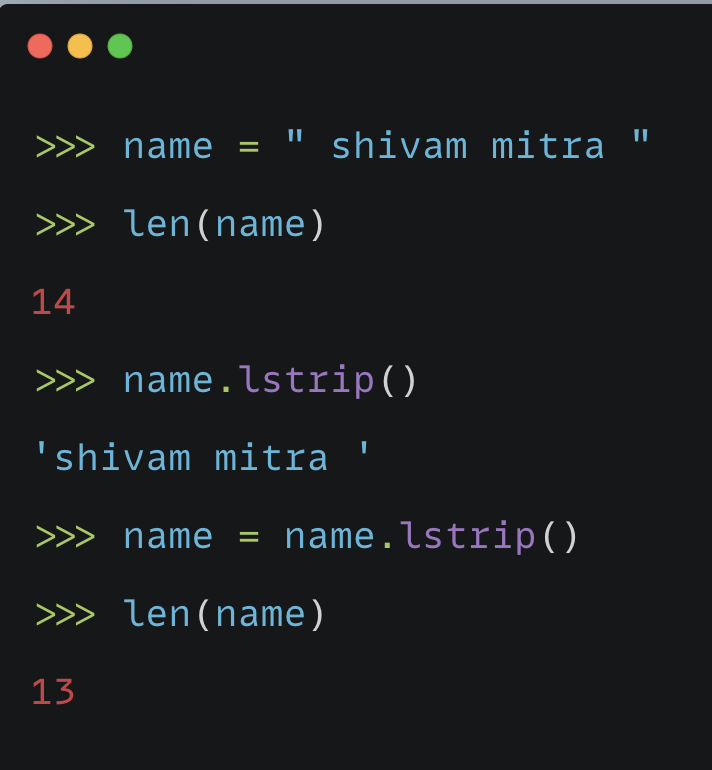 >>> name = " shivam mitra "
>>> len(name)
14
>>> name.lstrip()
'shivam mitra '
>>> name = name.lstrip()
>>> len(name)
13